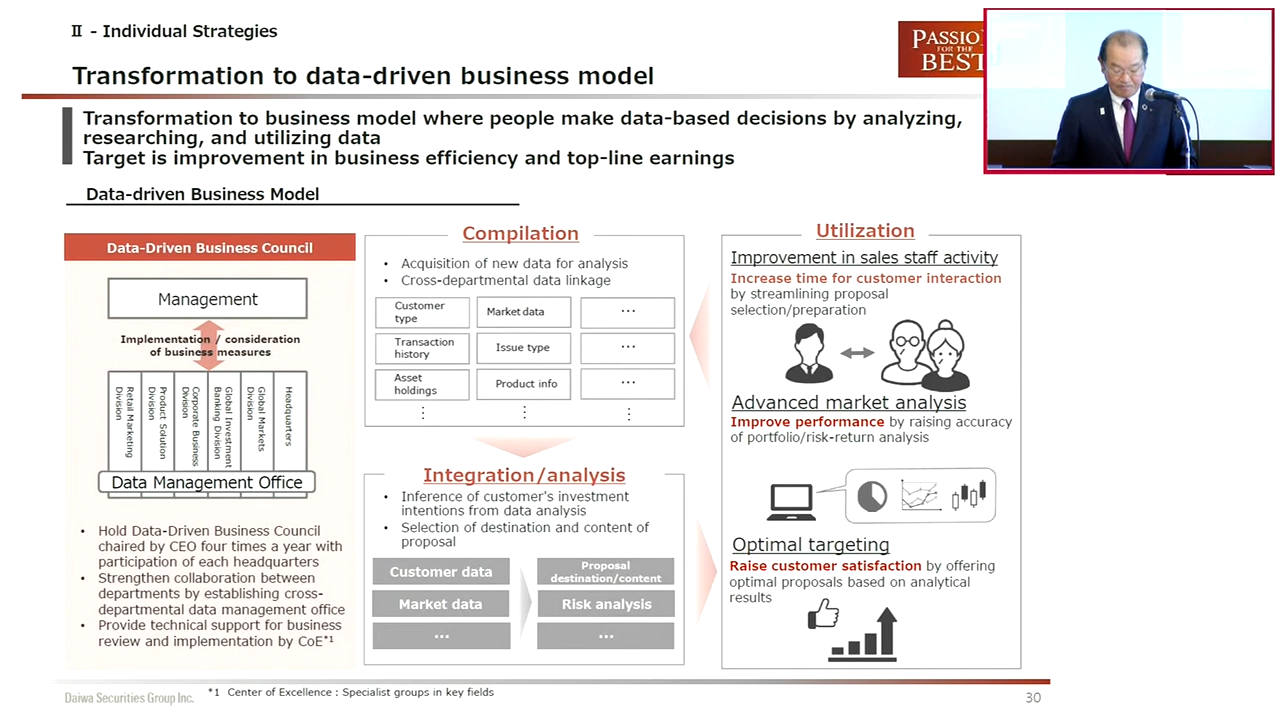 Ⅱ - Individual Strategies
PASSIO
FOR THE
BEST
Transformation to data-driven business model
Transformation to business model where people make data-based decisions by analyzing,
researching, and utilizing data
Target is improvement in business efficiency and top-line earnings
Data-driven Business Model
Data-Driven Business Council
Management
Implementation / consideration
of business measures
Retail Marketing
Division
Product Solution
Division
Corporate Business
Division
Global Investment
Banking Division
Global Markets
Division
Headquarters
Data Management Office
• Hold Data-Driven Business Council
chaired by CEO four times a year with
participation of each headquarters
• Strengthen collaboration between
departments by establishing cross-
departmental data management office
• Provide technical support for business
review and implementation by CoE*1
Compilation
• Acquisition of new data for analysis
• Cross-departmental data linkage
Customer
type
Market data
...
Transaction
history
Issue type
...
Asset
holdings
Product info
...
Integration/analysis
• Inference of customer's investment
intentions from data analysis
• Selection of destination and content of
proposal
Customer data
Market data
...
Proposal
destination/content
Risk analysis
...
Utilization
Improvement in sales staff activity
Increase time for customer interaction
by streamlining proposal
selection/preparation
Advanced market analysis
Improve performance by raising accuracy
of portfolio/risk-return analysis
Optimal targeting
Raise customer satisfaction by offering
optimal proposals based on analytical
results
Daiwa Securities Group Inc.
*1 Center of Excellence : Specialist groups in key fields
30